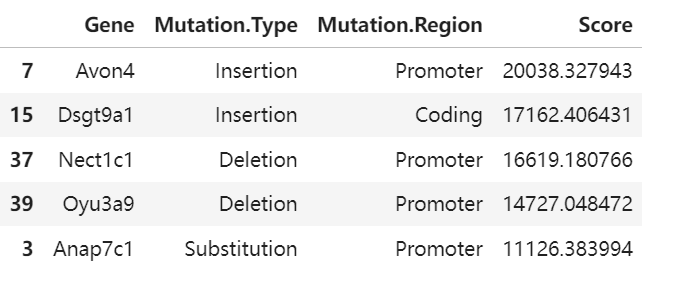 Gene Mutation.Type Mutation.Region Score
7 Avon4 Insertion Promoter 20038.327943
15 Dsgt9a1 Insertion Coding 17162.406431
37 Nect1c1 Deletion Promoter 16619.180766
39 Oyu3a9 Deletion Promoter 14727.048472
3 Anap7c1 Substitution Promoter 11126.383994